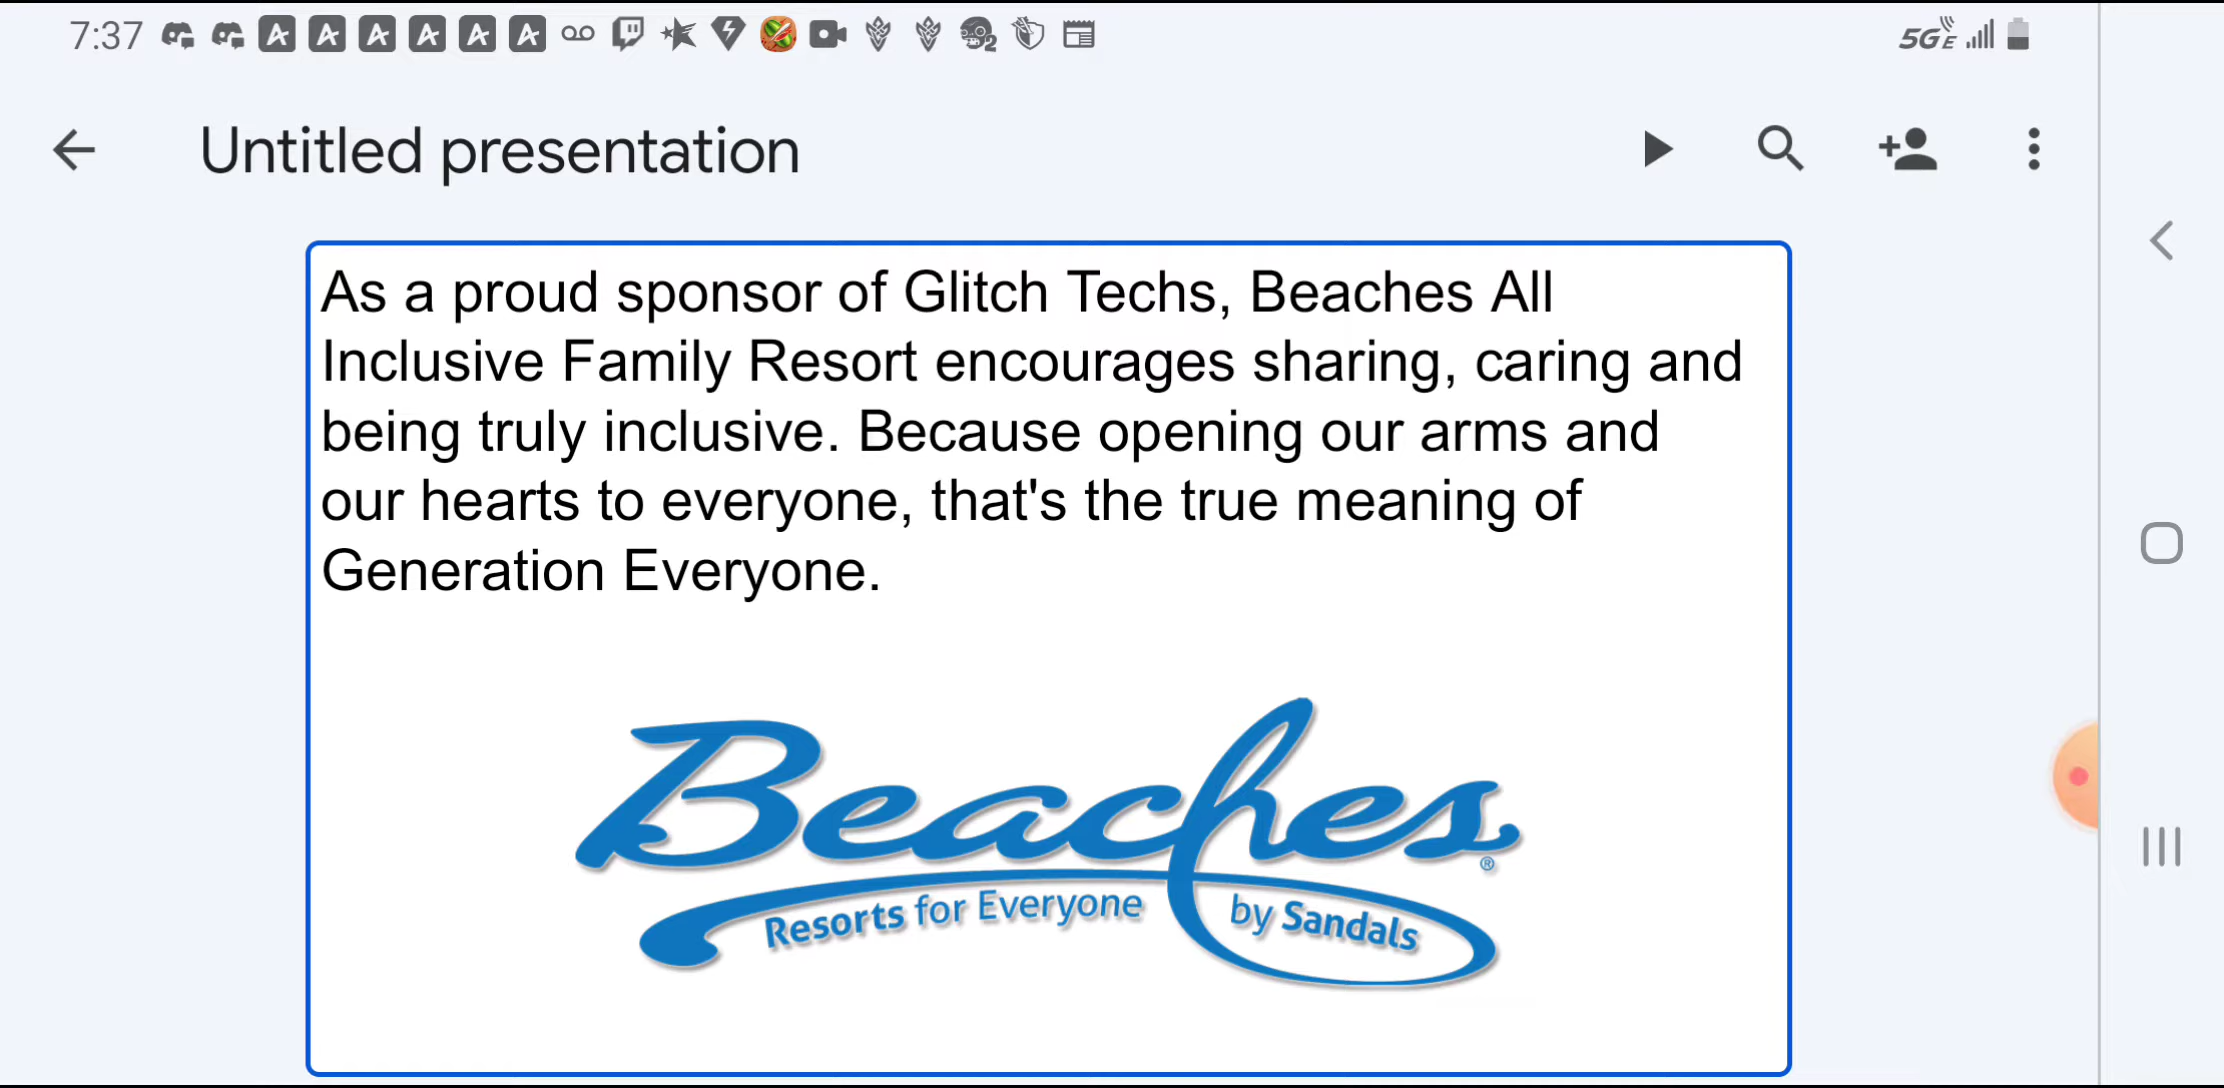 7:37
5GE
Untitled presentation
As a proud sponsor of Glitch Techs, Beaches All
Inclusive Family Resort encourages sharing, caring and
being truly inclusive. Because opening our arms and
our hearts to everyone, that's the true meaning of
Generation Everyone.
Beaches®
Resorts for Everyone by Sandals